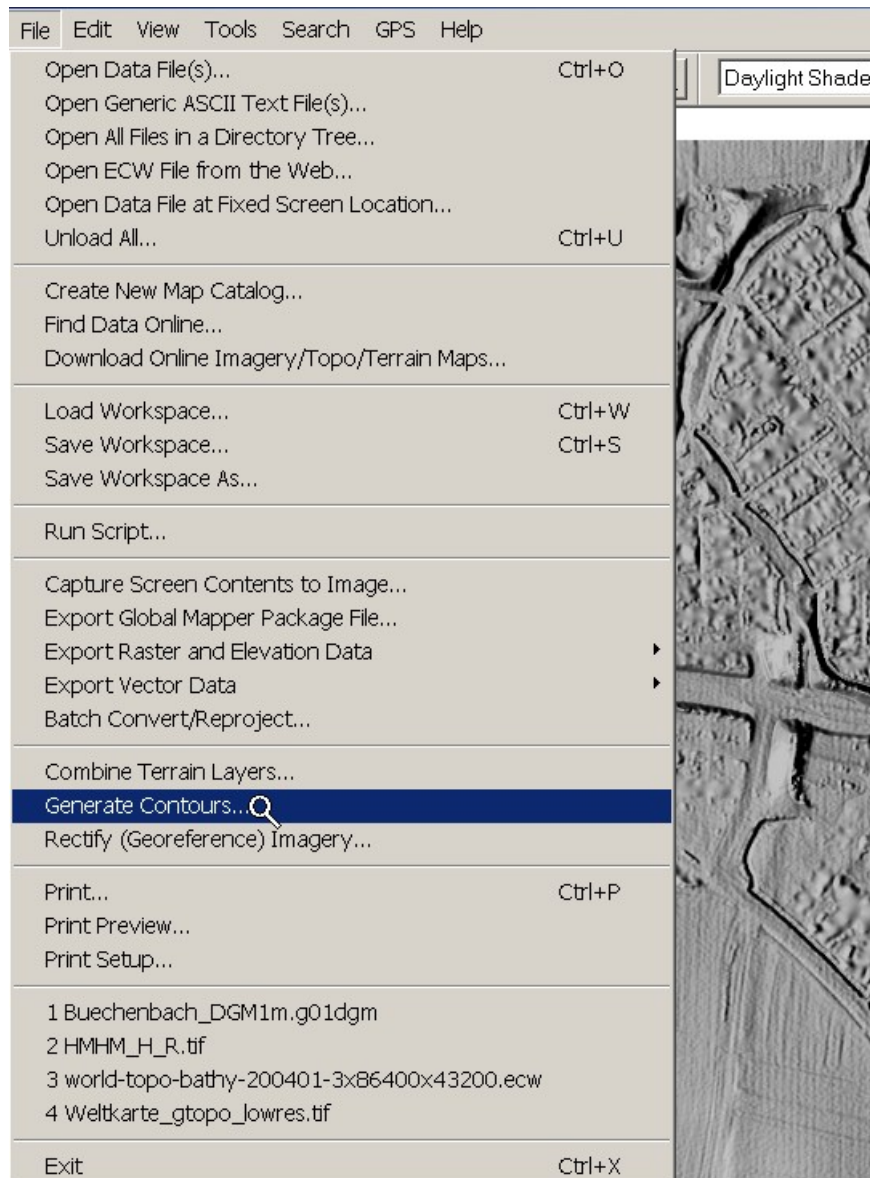 File Edit View Tools Search GPS Help
Open Data File(s)... Ctrl+O
Daylight Shade
Open Generic ASCII Text File(s)...
Open All Files in a Directory Tree...
Open ECW File from the Web...
Open Data File at Fixed Screen Location...
Unload All... Ctrl+U
Create New Map Catalog...
Find Data Online...
Download Online Imagery/Topo/Terrain Maps...
Load Workspace... Ctrl+W
Save Workspace... Ctrl+S
Save Workspace As...
Run Script...
Capture Screen Contents to Image...
Export Global Mapper Package File...
Export Raster and Elevation Data
Export Vector Data
Batch Convert/Reproject...
Combine Terrain Layers...
Generate Contours...
Rectify (Georeference) Imagery...
Print... Ctrl+P
Print Preview...
Print Setup...
1 Buechenbach_DGM1m.g01dgm
2 HMHM_H_R.tif
3 world-topo-bathy-200401-3x86400x43200.ecw
4 Weltkarte_gtopo_lowres.tif
Exit Ctrl+X